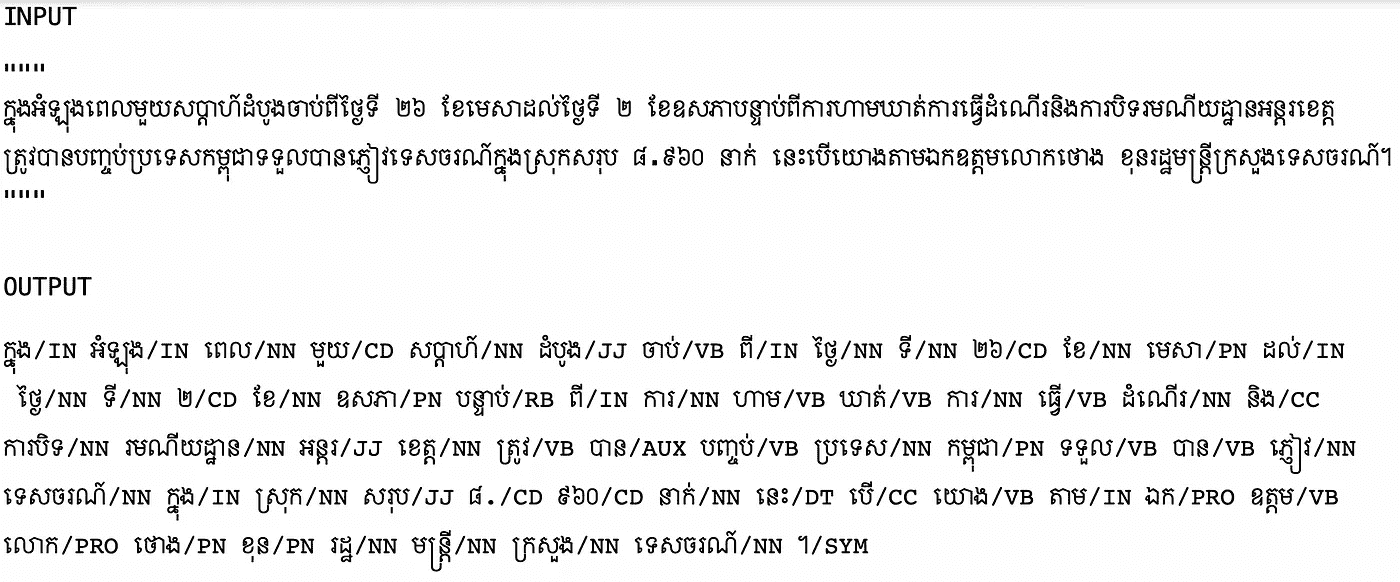 INPUT
"""
ក្នុងអំឡុងពេលមួយសប្តាហ៍ដំបូងចាប់ពីថ្ងៃទី ២៦ ខែមេសាដល់ថ្ងៃទី ២ ខែឧសភាបន្ទាប់ពីការហាមឃាត់ការធ្វើដំណើរនិងការបិទរមណីយដ្ឋានអន្តរខេត្ត
ត្រូវបានបញ្ចប់ប្រទេសកម្ពុជាទទួលបានភ្ញៀវទេសចរណ៍ក្នុងស្រុកសរុប ៨.៩៦០ នាក់ នេះបើយោងតាមឯកឧត្តមលោកថោង ខុនរដ្ឋមន្ត្រីក្រសួងទេសចរណ៍។
"""
OUTPUT
ក្នុង/IN អំឡុង/IN ពេល/NN មួយ/CD សប្តាហ៍/NN ដំបូង/JJ ចាប់/VB ពី/IN ថ្ងៃ/NN ទី/NN ២៦/CD ខែ/NN មេសា/PN ដល់/IN
ថ្ងៃ/NN ទី/NN ២/CD ខែ/NN ឧសភា/PN បន្ទាប់/RB ពី/IN ការ/NN ហាម/VB ឃាត់/VB ការ/NN ធ្វើ/VB ដំណើរ/NN និង/CC
ការបិទ/NN រមណីយដ្ឋាន/NN អន្តរ/JJ ខេត្ត/NN ត្រូវ/VB បាន/AUX បញ្ចប់/VB ប្រទេស/NN កម្ពុជា/PN ទទួល/VB បាន/VB ភ្ញៀវ/NN
ទេសចរណ៍/NN ក្នុង/IN ស្រុក/NN សរុប/JJ ៨./CD ៩៦០/CD នាក់/NN នេះ/DT បើ/CC យោង/VB តាម/IN ឯក/PRO ឧត្តម/VB
លោក/PRO ថោង/PN ខុន/PN រដ្ឋ/NN មន្ត្រី/NN ក្រសួង/NN ទេសចរណ៍/NN ។/SYM